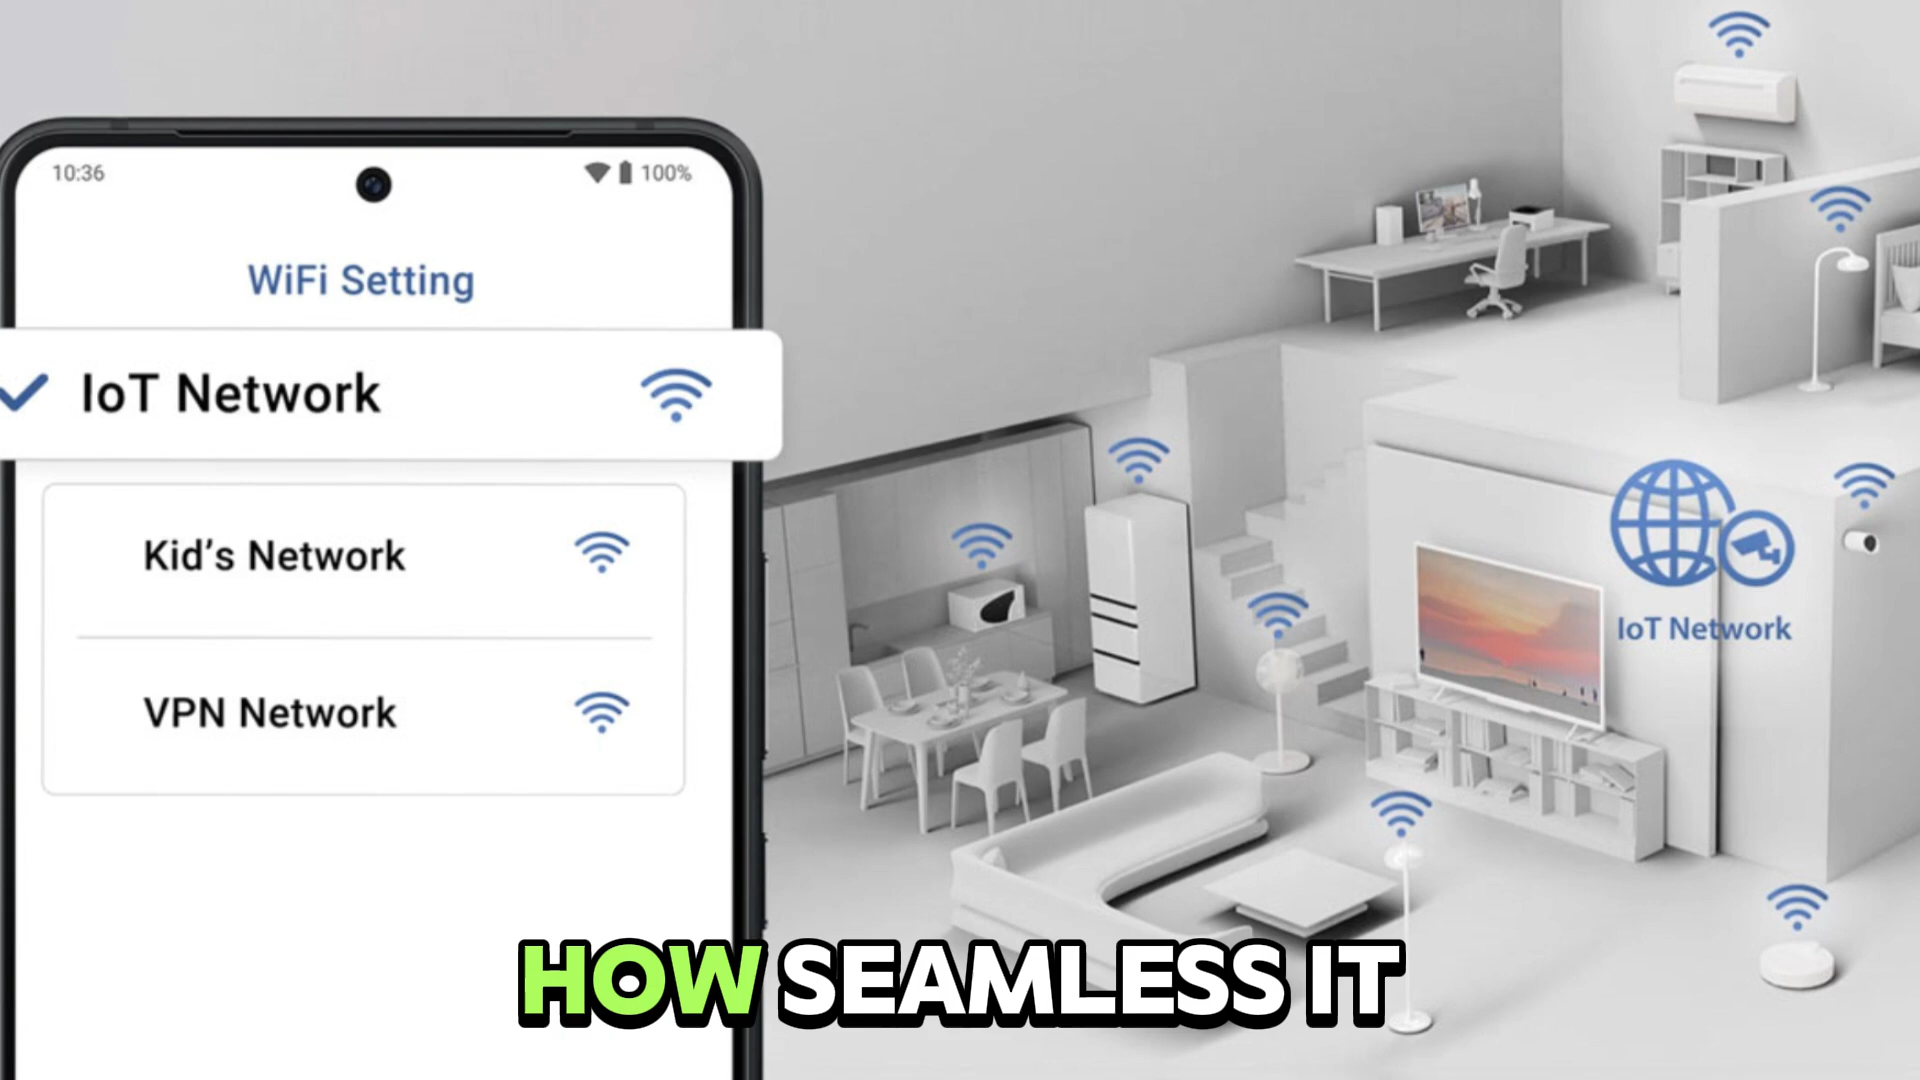 10:36
100%
WiFi Setting
IoT Network
Kid's Network
VPN Network
IoT Network
HOW SEAMLESS IT